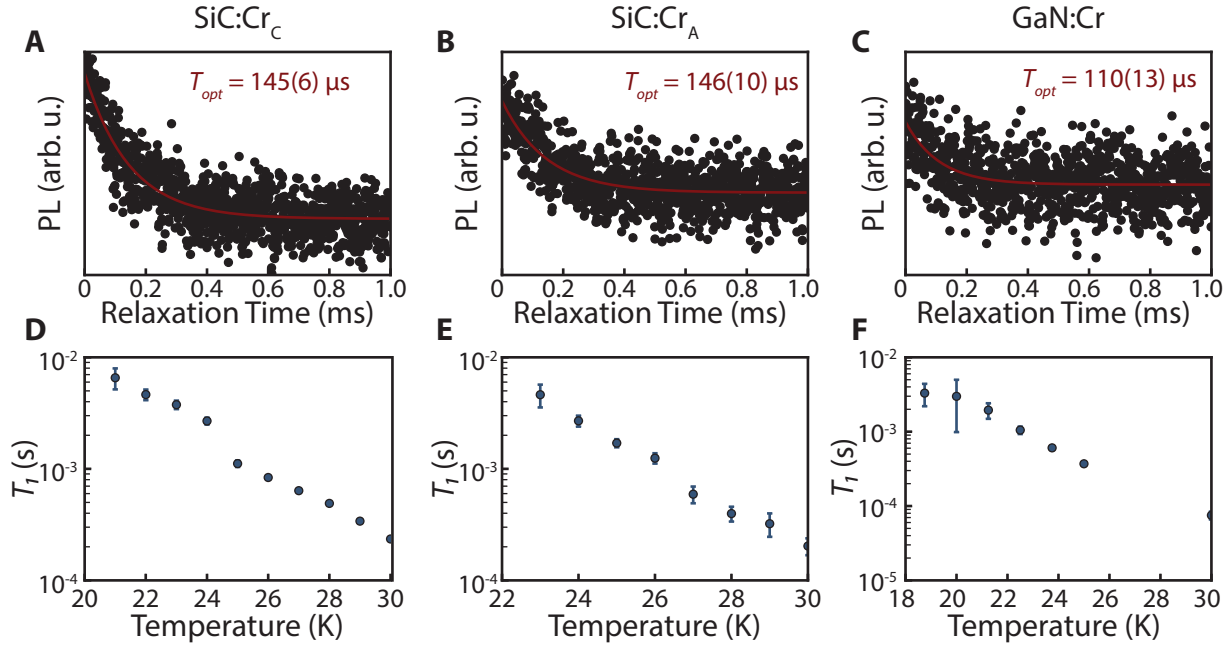 SiC:Cr_C
SiC:Cr_A
GaN:Cr
A
B
C
T_opt = 145(6) μs
T_opt = 146(10) μs
T_opt = 110(13) μs
PL (arb. u.)
PL (arb. u.)
PL (arb. u.)
0 0.2 0.4 0.6 0.8 1.0
0 0.2 0.4 0.6 0.8 1.0
0 0.2 0.4 0.6 0.8 1.0
Relaxation Time (ms)
Relaxation Time (ms)
Relaxation Time (ms)
D
E
F
10^-2
10^-3
10^-4
T_1 (s)
20 22 24 26 28 30
Temperature (K)
10^-2
10^-3
10^-4
T_1 (s)
22 24 26 28 30
Temperature (K)
10^-2
10^-3
10^-4
10^-5
T_1 (s)
18 20 22 24 26 28 30
Temperature (K)